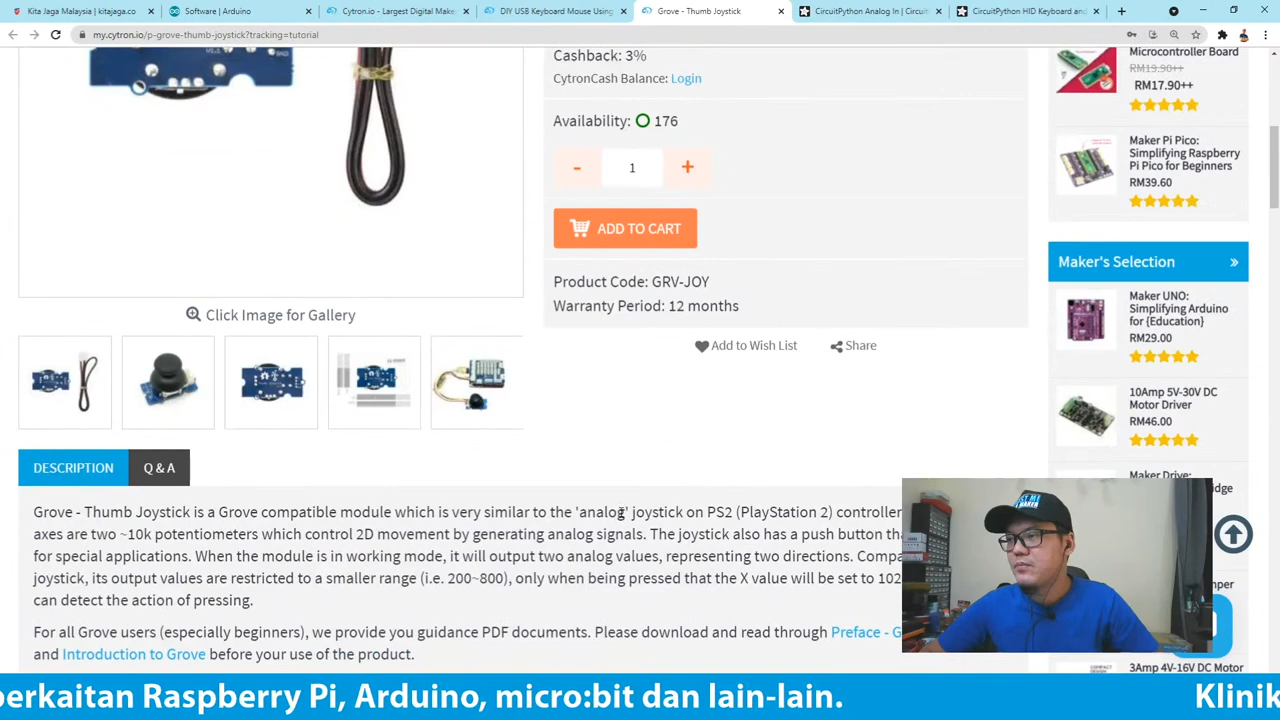 kitajaga.co | Kita Jaga Malaysia
Software | Arduino
Cytron.io - Largest Digital Make
DIY USB Keyboard Mouse Using
Grove - Thumb Joystick
CircuitPython Analog In | Circuit
CircuitPython HID Keyboard and
my.cytron.io/p-grove-thumb-joystick?tracking=tutorial
Cashback: 3%
CytronCash Balance: Login
Availability: 176
- 1 +
ADD TO CART
Product Code: GRV-JOY
Warranty Period: 12 months
Add to Wish List Share
Click Image for Gallery
Microcontroller Board
RM19.90++
RM17.90++
Maker Pi Pico:
Simplifying Raspberry
Pi Pico for Beginners
RM39.60
Maker's Selection »
Maker UNO:
Simplifying Arduino
for {Education}
RM29.00
10Amp 5V-30V DC
Motor Driver
RM46.00
Maker Drive:
3Amp 4V-16V DC Motor
DESCRIPTION Q & A
Grove - Thumb Joystick is a Grove compatible module which is very similar to the 'analog' joystick on PS2 (PlayStation 2) controller
axes are two ~10k potentiometers which control 2D movement by generating analog signals. The joystick also has a push button tha
for special applications. When the module is in working mode, it will output two analog values, representing two directions. Compa
joystick, its output values are restricted to a smaller range (i.e. 200~800), only when being pressed that the X value will be set to 102
can detect the action of pressing.
For all Grove users (especially beginners), we provide you guidance PDF documents. Please download and read through Preface - G
and Introduction to Grove before your use of the product.
erkaitan Raspberry Pi, Arduino, micro:bit dan lain-lain. Klinik